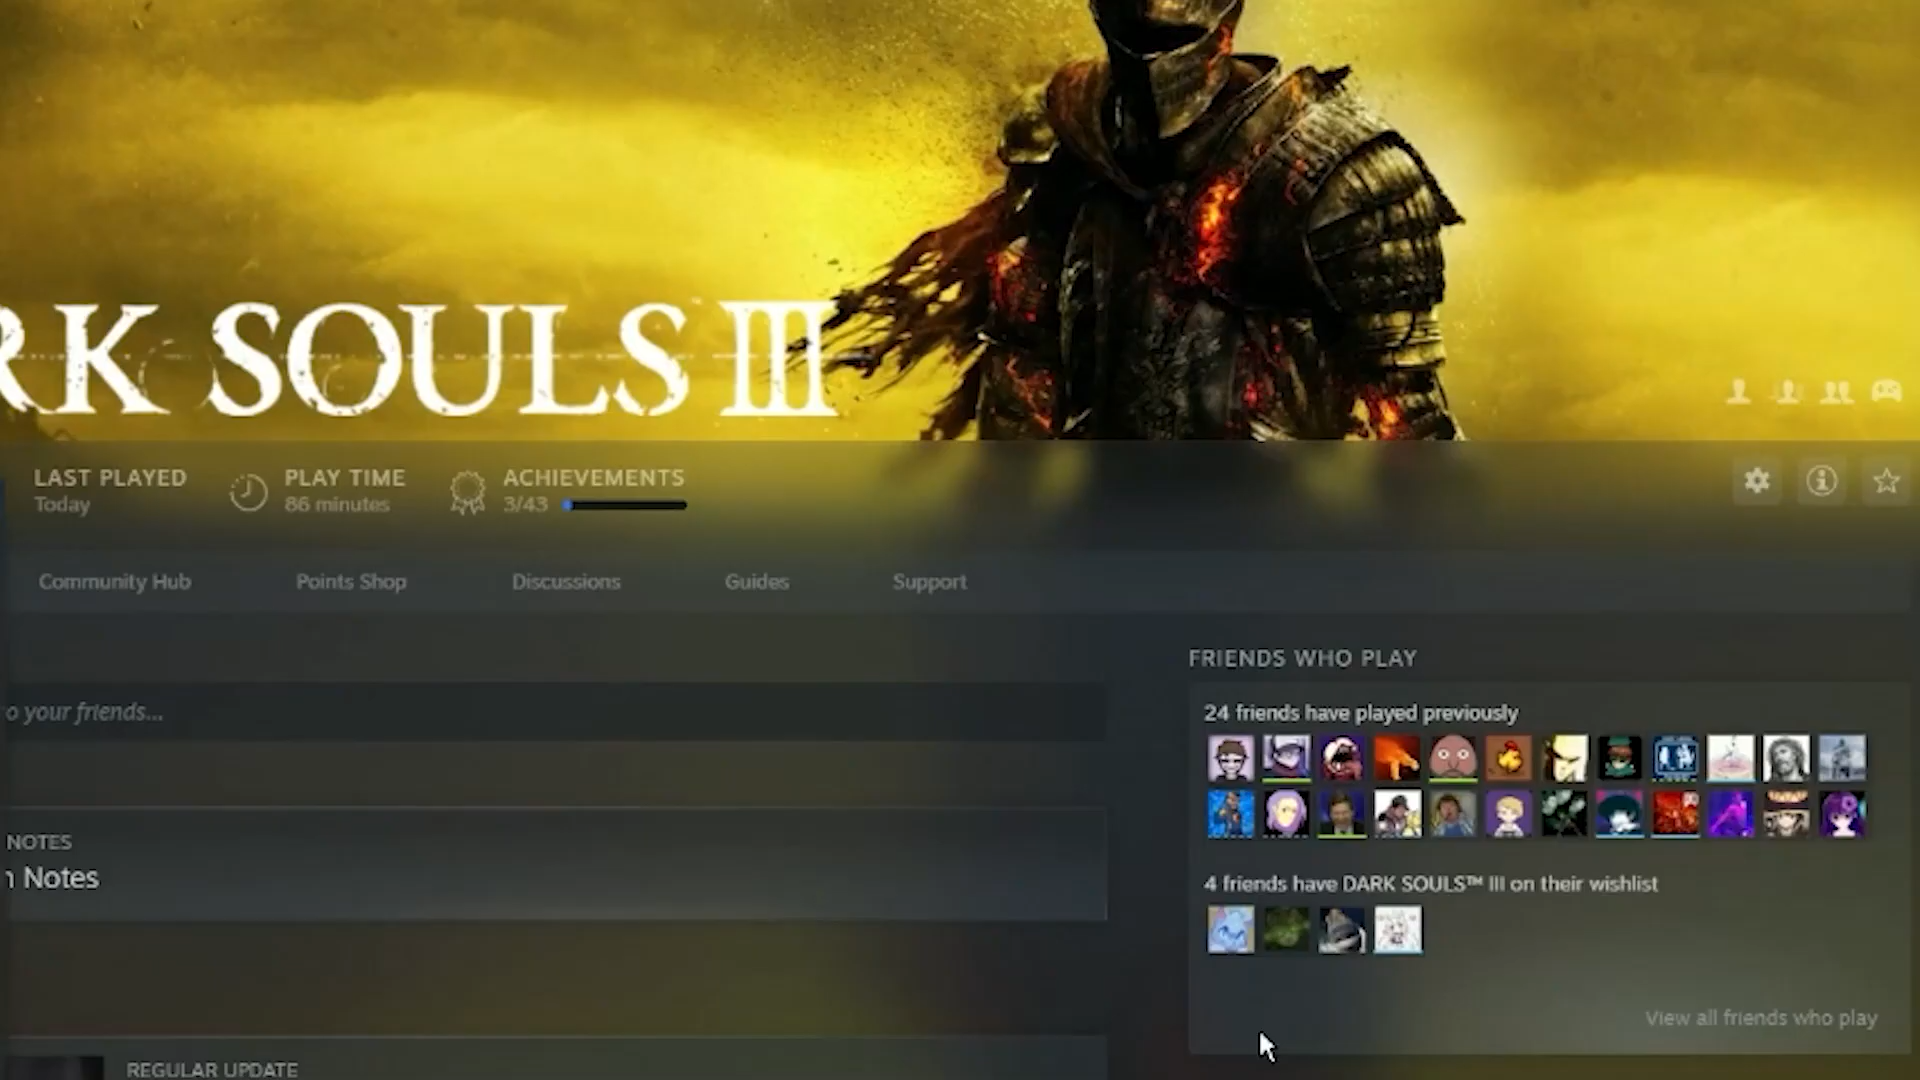 RK SOULS III
LAST PLAYED
Today
PLAY TIME
86 minutes
ACHIEVEMENTS
3/43
Community Hub
Points Shop
Discussions
Guides
Support
FRIENDS WHO PLAY
24 friends have played previously
o your friends...
4 friends have DARK SOULS™ III on their wishlist
NOTES
n Notes
View all friends who play
REGULAR UPDATE